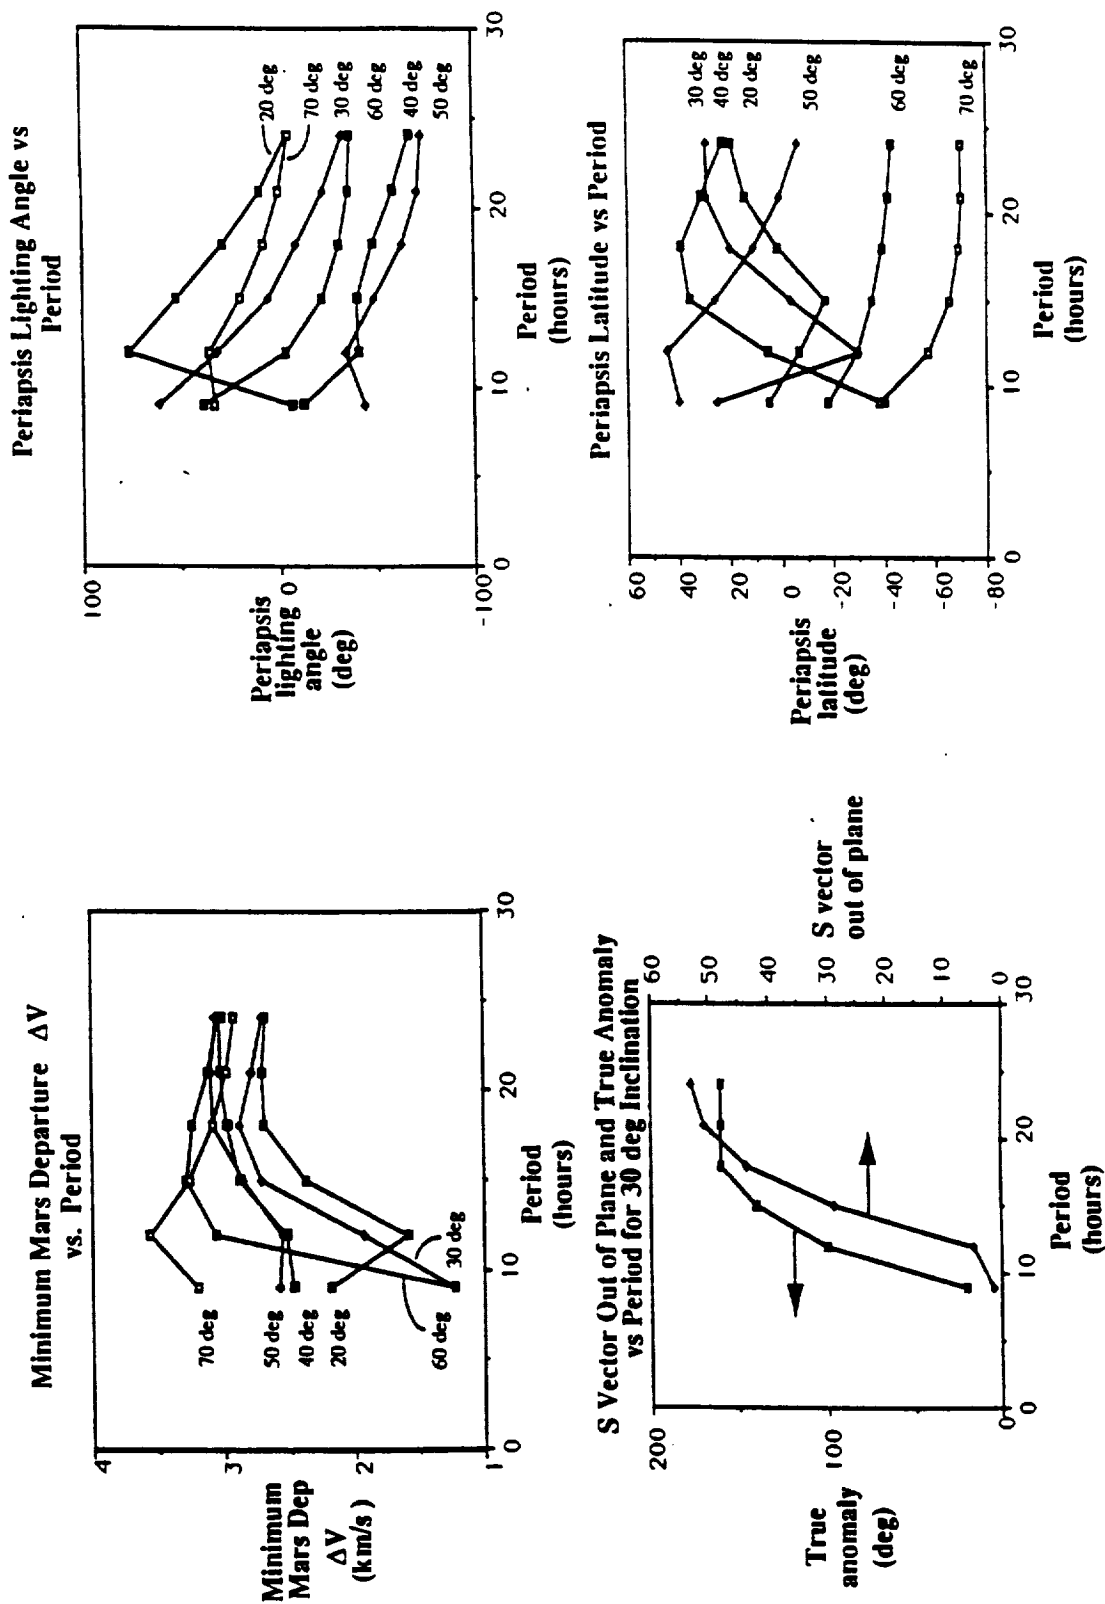 Minimum Mars Departure ΔV
vs. Period
4
3
2
1
Minimum
Mars Dep
ΔV
(km/s )
70 deg
50 deg
40 deg
20 deg
60 deg
30 deg
0
10
20
30
Period
(hours)
Periapsis Lighting Angle vs
Period
100
0
-100
Periapsis
lighting
angle
(deg)
20 deg
70 deg
30 deg
60 deg
40 deg
50 deg
0
10
20
30
Period
(hours)
S Vector Out of Plane and True Anomaly
vs Period for 30 deg Inclination
200
100
0
True
anomaly
(deg)
60
50
40
30
20
10
0
S vector
out of plane
0
10
20
30
Period
(hours)
Periapsis Latitude vs Period
60
40
20
0
-20
-40
-60
-80
Periapsis
latitude
(deg)
30 deg
40 deg
20 deg
50 deg
60 deg
70 deg
0
10
20
30
Period
(hours)